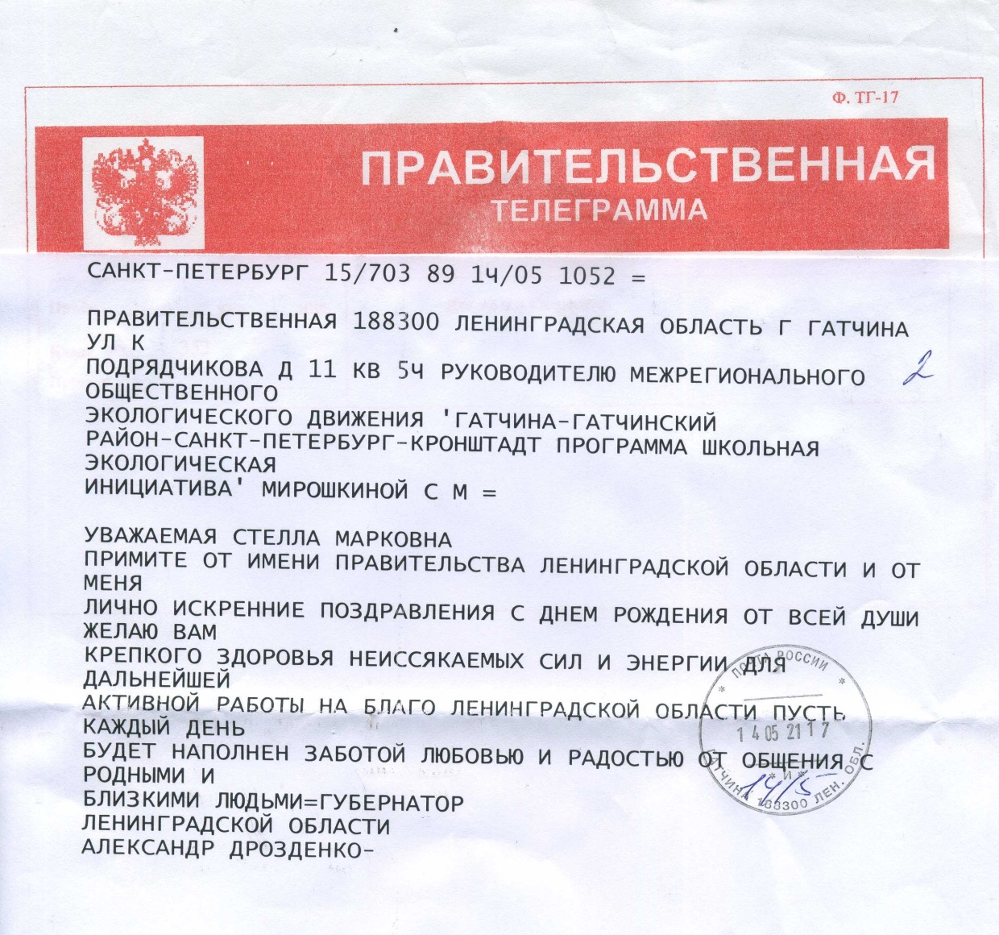 Ф. ТГ-17
ПРАВИТЕЛЬСТВЕННАЯ
ТЕЛЕГРАММА
САНКТ-ПЕТЕРБУРГ 15/703 89 1Ч/05 1052 =
ПРАВИТЕЛЬСТВЕННАЯ 188300 ЛЕНИНГРАДСКАЯ ОБЛАСТЬ Г ГАТЧИНА
УЛ К
ПОДРЯДЧИКОВА Д 11 КВ 5Ч РУКОВОДИТЕЛЮ МЕЖРЕГИОНАЛЬНОГО
2
ОБЩЕСТВЕННОГО
ЭКОЛОГИЧЕСКОГО ДВИЖЕНИЯ 'ГАТЧИНА-ГАТЧИНСКИЙ
РАЙОН-САНКТ-ПЕТЕРБУРГ-КРОНШТАДТ ПРОГРАММА ШКОЛЬНАЯ
ЭКОЛОГИЧЕСКАЯ
ИНИЦИАТИВА' МИРОШКИНОЙ С М =
УВАЖАЕМАЯ СТЕЛЛА МАРКОВНА
ПРИМИТЕ ОТ ИМЕНИ ПРАВИТЕЛЬСТВА ЛЕНИНГРАДСКОЙ ОБЛАСТИ И ОТ
МЕНЯ
ЛИЧНО ИСКРЕННИЕ ПОЗДРАВЛЕНИЯ С ДНЕМ РОЖДЕНИЯ ОТ ВСЕЙ ДУШИ
ЖЕЛАЮ ВАМ
КРЕПКОГО ЗДОРОВЬЯ НЕИССЯКАЕМЫХ СИЛ И ЭНЕРГИИ ДЛЯ
ДАЛЬНЕЙШЕЙ
АКТИВНОЙ РАБОТЫ НА БЛАГО ЛЕНИНГРАДСКОЙ ОБЛАСТИ ПУСТЬ
КАЖДЫЙ ДЕНЬ
БУДЕТ НАПОЛНЕН ЗАБОТОЙ ЛЮБОВЬЮ И РАДОСТЬЮ ОТ ОБЩЕНИЯ С
РОДНЫМИ И
БЛИЗКИМИ ЛЮДЬМИ=ГУБЕРНАТОР
ЛЕНИНГРАДСКОЙ ОБЛАСТИ
АЛЕКСАНДР ДРОЗДЕНКО-
* ПОЧТА РОССИИ *
14 05 21 17
* И *
ГАТЧИНА 188300 ЛЕН. ОБЛ.
14/5